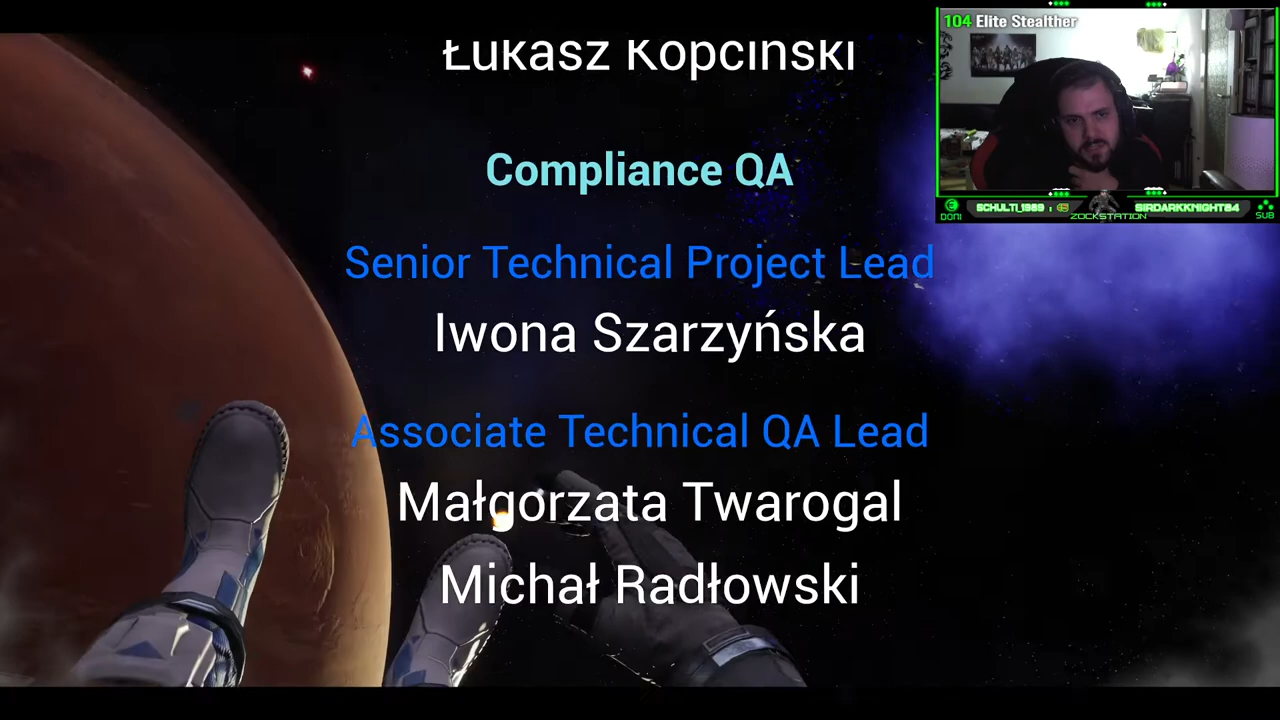 Łukasz Kopciński
104 Elite Stealther
Compliance QA
DONI
SCHULTI_1989 :
ZOCKSTATION
SIRDARKKNIGHT84
SUB
Senior Technical Project Lead
Iwona Szarzyńska
Associate Technical QA Lead
Małgorzata Twarogal
Michał Radłowski